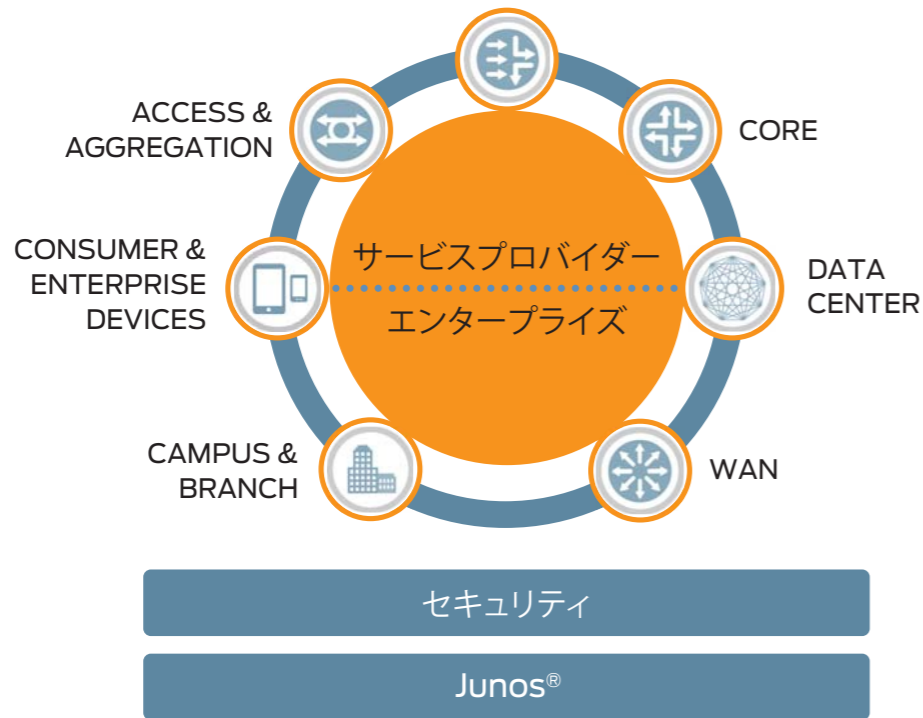 ACCESS &
AGGREGATION
CORE
CONSUMER &
ENTERPRISE
DEVICES
サービスプロバイダー
エンタープライズ
DATA
CENTER
CAMPUS &
BRANCH
WAN
セキュリティ
Junos®